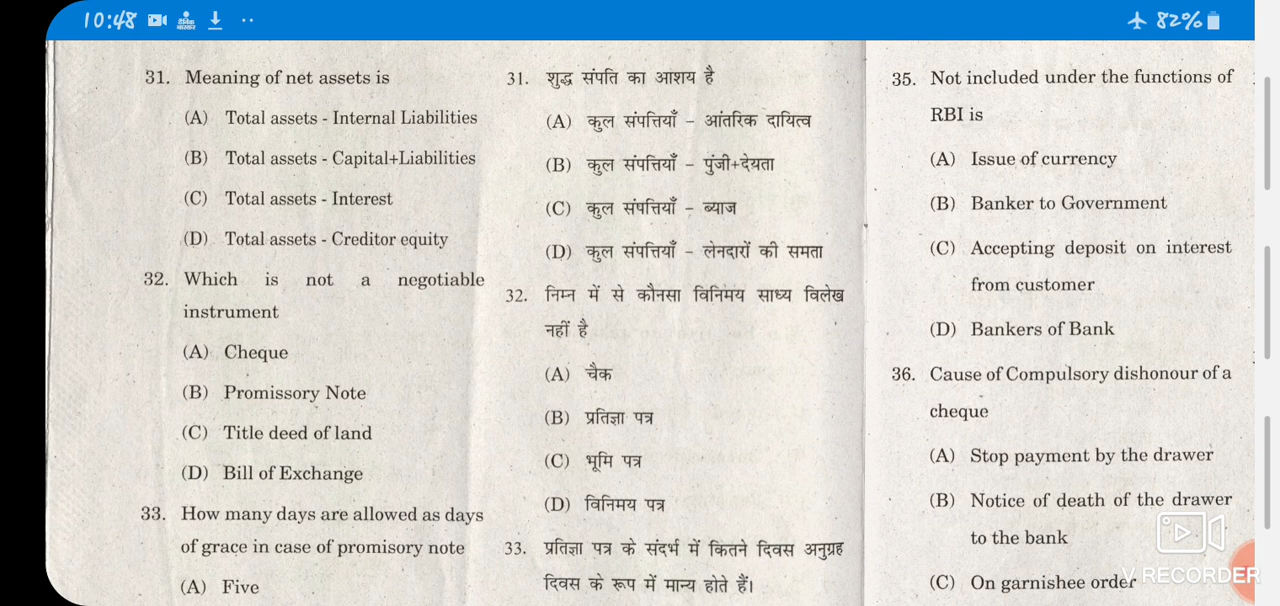 10:48
दैनिक
भास्कर
82%
31. Meaning of net assets is
(A) Total assets - Internal Liabilities
(B) Total assets - Capital+Liabilities
(C) Total assets - Interest
(D) Total assets - Creditor equity
32. Which is not a negotiable
instrument
(A) Cheque
(B) Promissory Note
(C) Title deed of land
(D) Bill of Exchange
33. How many days are allowed as days
of grace in case of promisory note
(A) Five
31. शुद्ध संपति का आंशय है
(A) कुल संपत्तियाँ - आंतरिक दायित्व
(B) कुल संपत्तियाँ - पुंजी+देयता
(C) कुल संपत्तियाँ - ब्याज
(D) कुल संपत्तियाँ - लेनदारों की समता
32. निम्न में से कौनसा विनिमय साध्य विलेख
नहीं है
(A) चैक
(B) प्रतिज्ञा पत्र
(C) भूमि पत्र
(D) विनिमय पत्र
33. प्रतिज्ञा पत्र के संदर्भ में कितने दिवस अनुग्रह
दिवस के रूप में मान्य होते हैं।
35. Not included under the functions of
RBI is
(A) Issue of currency
(B) Banker to Government
(C) Accepting deposit on interest
from customer
(D) Bankers of Bank
36. Cause of Compulsory dishonour of a
cheque
(A) Stop payment by the drawer
(B) Notice of death of the drawer
to the bank
(C) On garnishee order
V RECORDER